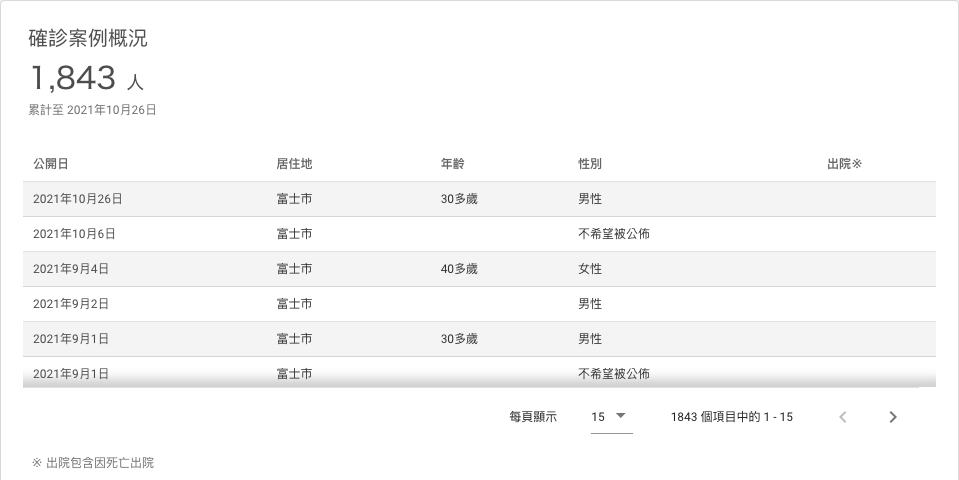 確診案例概況
1,843 人
累計至 2021年10月26日
公開日 居住地 年齡 性別 出院※
2021年10月26日 富士市 30多歲 男性
2021年10月6日 富士市 不希望被公佈
2021年9月4日 富士市 40多歲 女性
2021年9月2日 富士市 男性
2021年9月1日 富士市 30多歲 男性
2021年9月1日 富士市 不希望被公佈
每頁顯示 15 1843 個項目中的 1 - 15
※ 出院包含因死亡出院